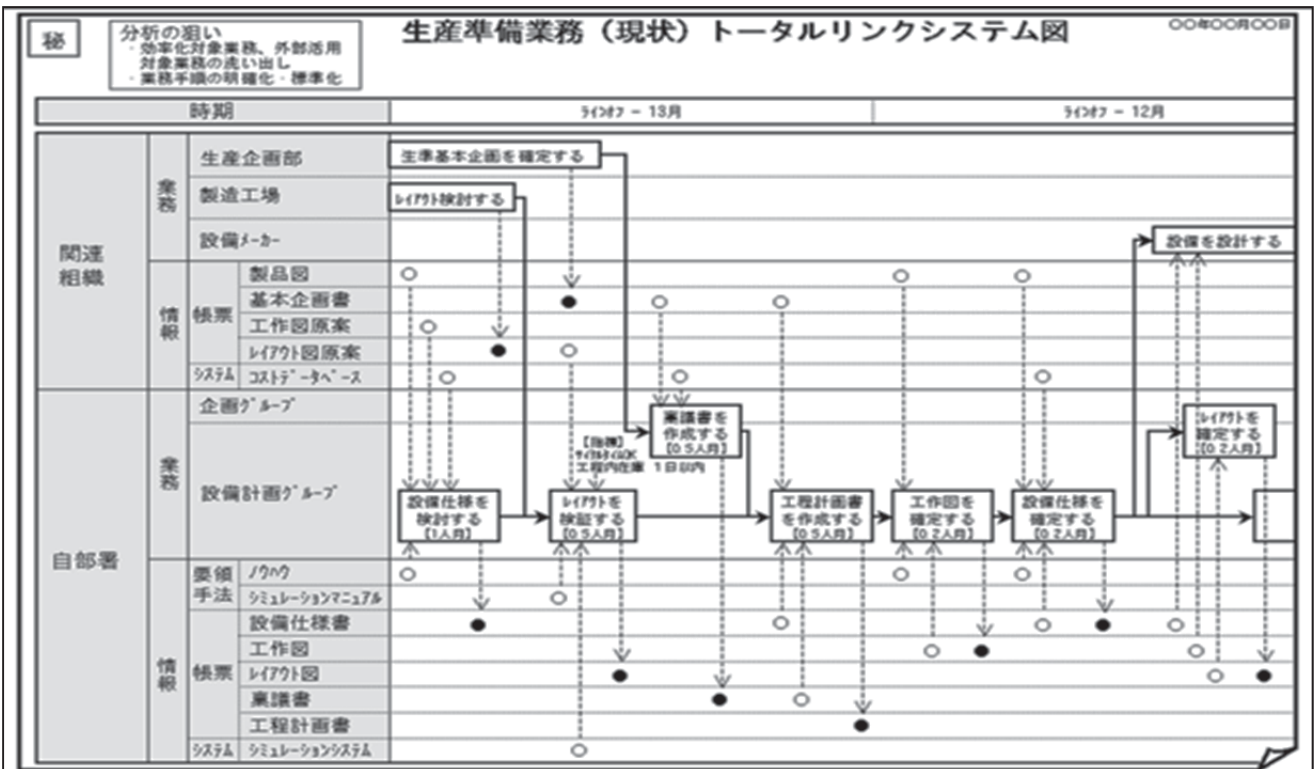 秘
分析の狙い
・効率化対象業務、外部活用
対象業務の洗い出し
・業務手順の明確化・標準化
生産準備業務（現状）トータルリンクシステム図
〇〇年〇〇月〇〇日
時期
ﾗｲﾝｵﾌ － 13月
ﾗｲﾝｵﾌ － 12月
関連
組織
業務
生産企画部
生準基本企画を確定する
製造工場
ﾚｲｱｳﾄ検討する
設備ﾒｰｶｰ
設備を設計する
情報
帳票
製品図
基本企画書
工作図原案
ﾚｲｱｳﾄ図原案
ｼｽﾃﾑ
ｺｽﾄﾃﾞｰﾀﾍﾞｰｽ
自部署
業務
企画ｸﾞﾙｰﾌﾟ
稟議書を
作成する
[0.5人月]
ﾚｲｱｳﾄを
確定する
[0.2人月]
設備計画ｸﾞﾙｰﾌﾟ
【指標】
工程内在庫 1日以内
設備仕様を
検討する
[1人月]
ﾚｲｱｳﾄを
検証する
[0.5人月]
工程計画書
を作成する
[0.5人月]
工作図を
確定する
[0.2人月]
設備仕様を
確定する
[0.2人月]
情報
要領
手法
ﾉｳﾊｳ
ｼﾐｭﾚｰｼｮﾝﾏﾆｭｱﾙ
帳票
設備仕様書
工作図
ﾚｲｱｳﾄ図
稟議書
工程計画書
ｼｽﾃﾑ
ｼﾐｭﾚｰｼｮﾝｼｽﾃﾑ